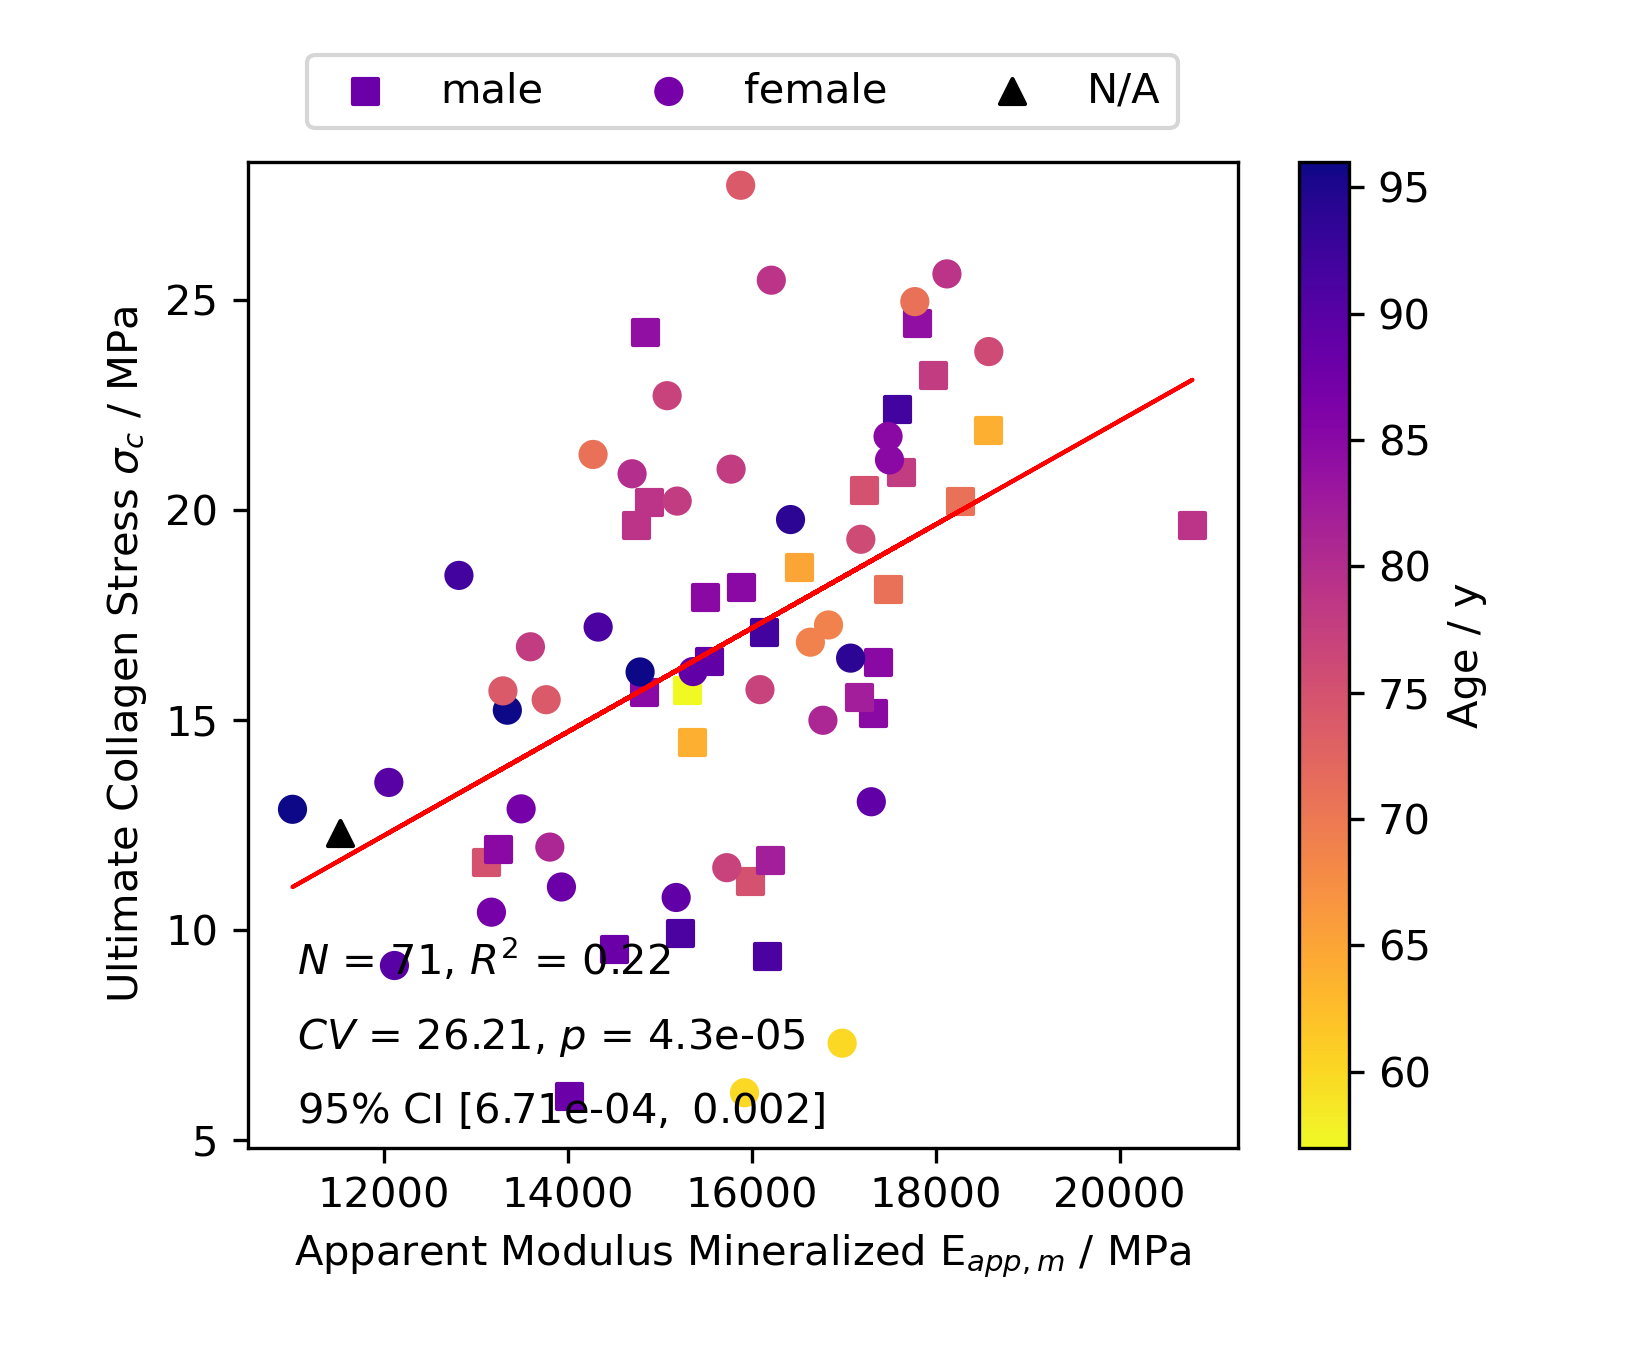 male female N/A
Ultimate Collagen Stress σc / MPa
25
20
15
10
5
N = 71, R² = 0.22
CV = 26.21, p = 4.3e-05
95% CI [6.71e-04, 0.002]
12000 14000 16000 18000 20000
Apparent Modulus Mineralized Eapp,m / MPa
95
90
85
80
75
70
65
60
Age / y